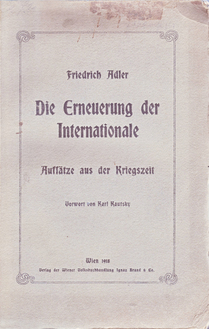 Friedrich Adler
Die Erneuerung der
Internationale
Aufsätze aus der Kriegszeit
Vorwort von Karl Kautsky
Wien 1918
Verlag der Wiener Volksbuchhandlung Ignaz Brand & Co.